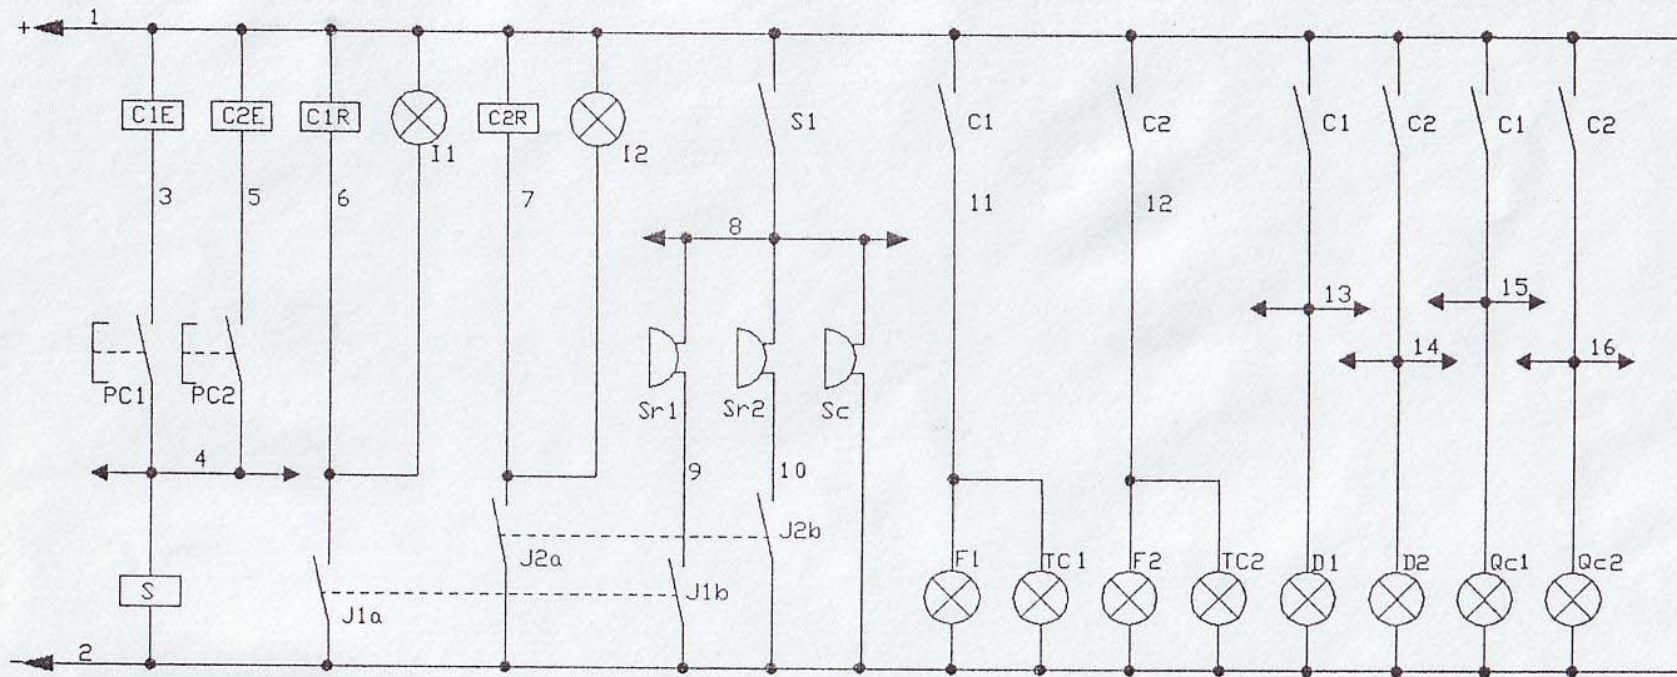 + 1
C1E C2E C1R I1 C2R I2 S1 C1 C2 C1 C2 C1 C2
3 5 6 7 8 11 12
13 15
14 16
PC1 PC2 Sr1 Sr2 Sc
4 9 10
J2a J2b F1 TC1 F2 TC2 D1 D2 Qc1 Qc2
S J1a J1b
- 2